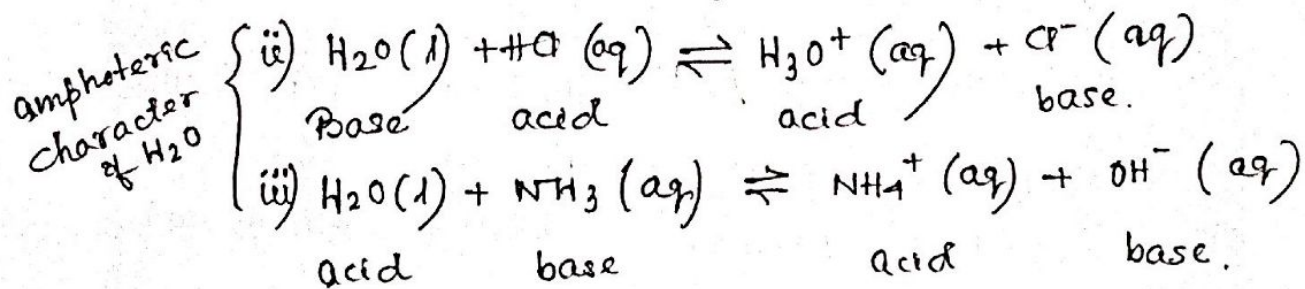 amphoteric
character
of H2O
ii) H2O(l) + HCl (aq) ⇌ H3O+ (aq) + Cl- (aq)
Base acid acid base.
iii) H2O(l) + NH3 (aq) ⇌ NH4+ (aq) + OH- (aq)
acid base acid base.